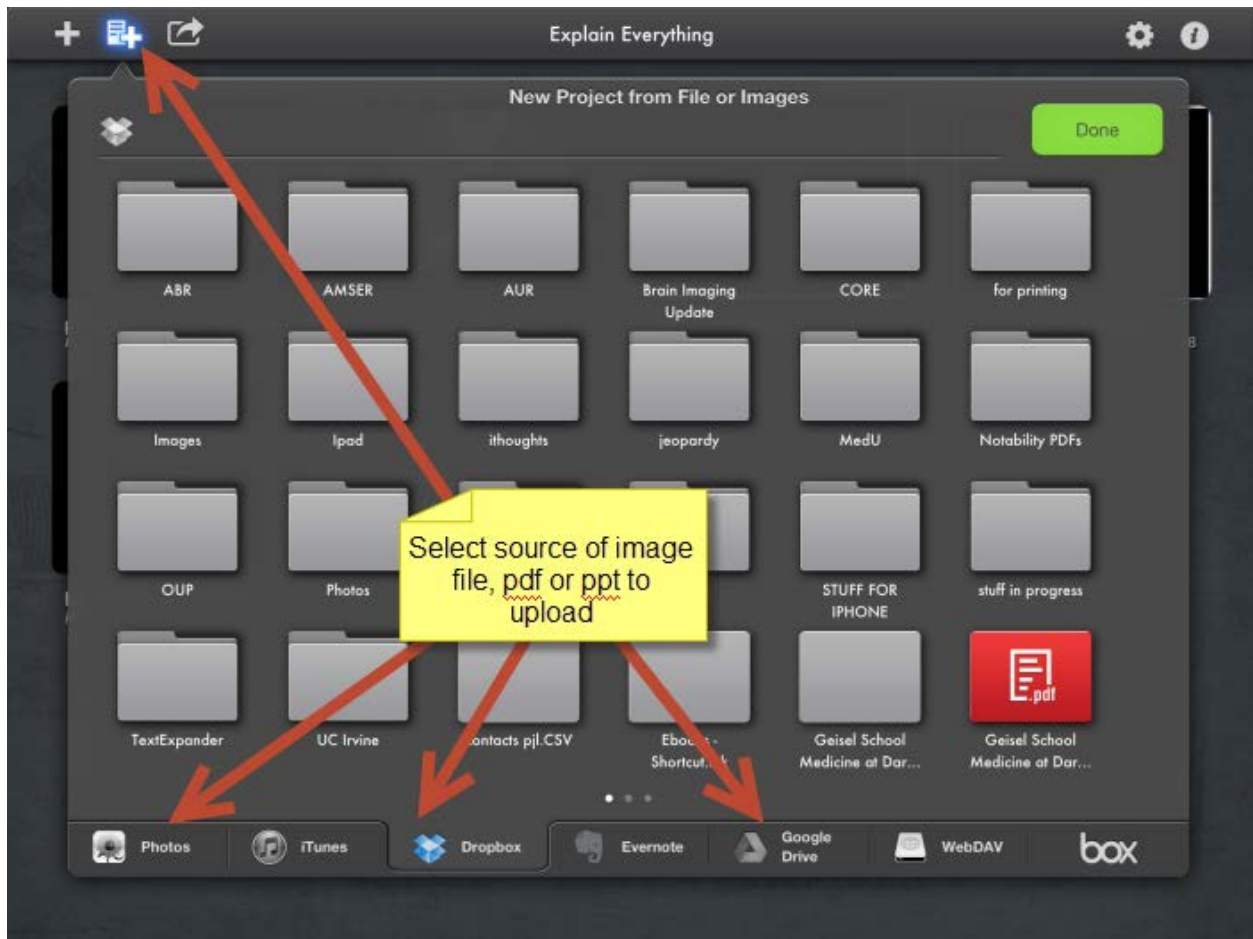 Explain Everything
New Project from File or Images
Done
ABR
AMSER
AUR
Brain Imaging
Update
CORE
for printing
8
Images
Ipad
ithoughts
jeopardy
MedU
Notability PDFs
Select source of image
file, pdf or ppt to
upload
OUP
Photos
STUFF FOR
IPHONE
stuff in progress
.pdf
TextExpander
UC Irvine
contacts pjl.CSV
Shortcut
Geisel School
Medicine at Dar...
Geisel School
Medicine at Dar...
Photos
iTunes
Dropbox
Evernote
Google
Drive
WebDAV
box